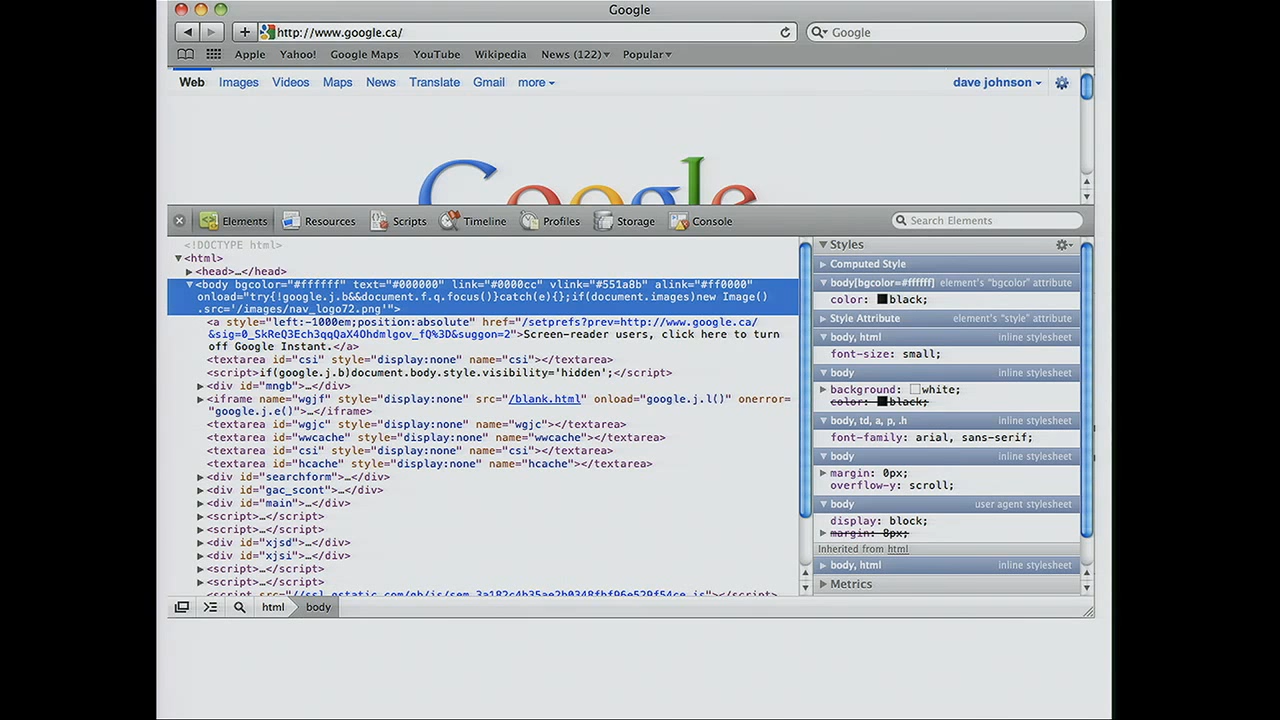 Google
http://www.google.ca/
Google
Apple Yahoo! Google Maps YouTube Wikipedia News (122) Popular
Web Images Videos Maps News Translate Gmail more
dave johnson
Google
Elements Resources Scripts Timeline Profiles Storage Console
Search Elements
<!DOCTYPE html>
<html>
<head>…</head>
<body bgcolor="#ffffff" text="#000000" link="#0000cc" vlink="#551a8b" alink="#ff0000"
onload="try{!google.j.b&&document.f.q.focus()}catch(e){};if(document.images)new Image()
.src='/images/nav_logo72.png'">
<a style="left:-1000em;position:absolute" href="/setprefs?prev=http://www.google.ca/
&sig=0_SkReQ3Ech3qqQaX4Ohdmlgov_fQ%3D&suggon=2">Screen-reader users, click here to turn
off Google Instant.</a>
<textarea id="csi" style="display:none" name="csi"></textarea>
<script>if(google.j.b)document.body.style.visibility='hidden';</script>
<div id="mngb">…</div>
<iframe name="wgjf" style="display:none" src="/blank.html" onload="google.j.l()" onerror=
"google.j.e()">…</iframe>
<textarea id="wgjc" style="display:none" name="wgjc"></textarea>
<textarea id="wwcache" style="display:none" name="wwcache"></textarea>
<textarea id="csi" style="display:none" name="csi"></textarea>
<textarea id="hcache" style="display:none" name="hcache"></textarea>
<div id="searchform">…</div>
<div id="gac_scont">…</div>
<div id="main">…</div>
<script>…</script>
<script>…</script>
<div id="xjsd">…</div>
<div id="xjsi">…</div>
<script>…</script>
<script>…</script>
html body
Styles
Computed Style
body[bgcolor=#ffffff] element's "bgcolor" attribute
color: black;
Style Attribute element's "style" attribute
body, html inline stylesheet
font-size: small;
body inline stylesheet
background: white;
color: black;
body, td, a, p, .h inline stylesheet
font-family: arial, sans-serif;
body inline stylesheet
margin: 0px;
overflow-y: scroll;
body user agent stylesheet
display: block;
margin: 8px;
Inherited from html
body, html inline stylesheet
Metrics